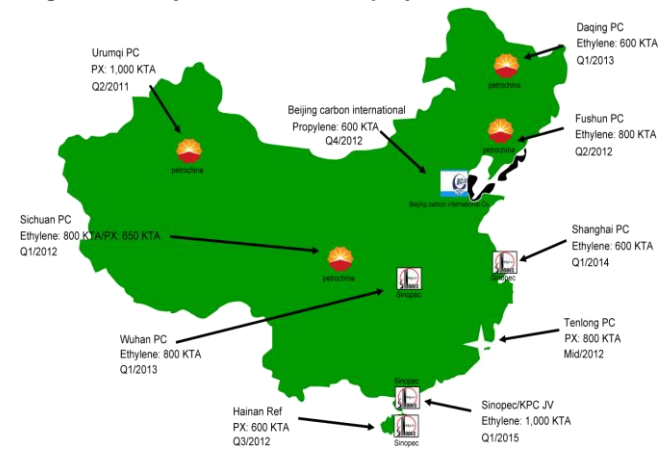 Daqing PC
Ethylene: 600 KTA
Q1/2013
petrochina
Urumqi PC
PX: 1,000 KTA
Q2/2011
petrochina
Beijing carbon international
Propylene: 600 KTA
Q4/2012
Beijing carbon international Co
Fushun PC
Ethylene: 800 KTA
Q2/2012
petrochina
Sichuan PC
Ethylene: 800 KTA/PX: 650 KTA
Q1/2012
petrochina
Shanghai PC
Ethylene: 600 KTA
Q1/2014
Sinopec
Wuhan PC
Ethylene: 800 KTA
Q1/2013
Sinopec
Tenlong PC
PX: 800 KTA
Mid/2012
Sinopec
Sinopec/KPC JV
Ethylene: 1,000 KTA
Q1/2015
Hainan Ref
PX: 600 KTA
Q3/2012
Sinopec